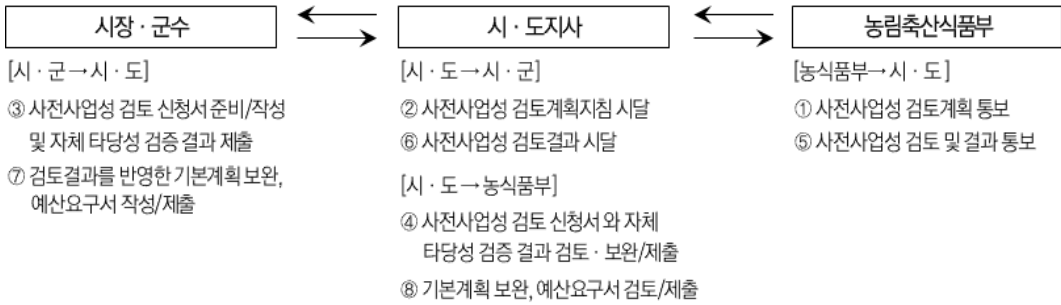 시장 · 군수
[시 · 군→시 · 도]
③ 사전사업성 검토 신청서 준비/작성
및 자체 타당성 검증 결과 제출
⑦ 검토결과를 반영한 기본계획 보완,
예산요구서 작성/제출
시 · 도지사
[시 · 도→시 · 군]
② 사전사업성 검토계획지침 시달
⑥ 사전사업성 검토결과 시달
[시 · 도→농식품부]
④ 사전사업성 검토 신청서 와 자체
타당성 검증 결과 검토 · 보완/제출
⑧ 기본계획 보완, 예산요구서 검토/제출
농림축산식품부
[농식품부→시 · 도]
① 사전사업성 검토계획 통보
⑤ 사전사업성 검토 및 결과 통보